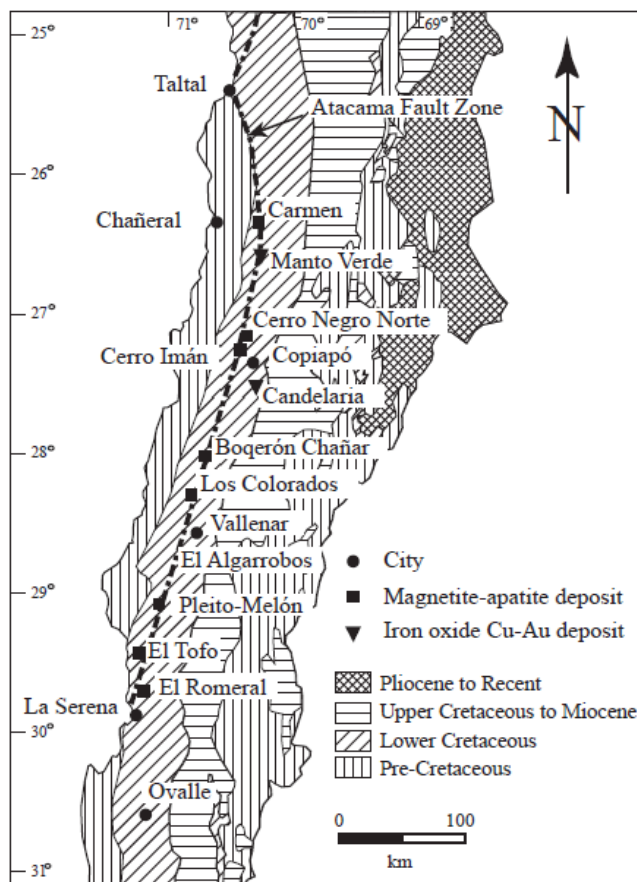 71°
70°
69°
25°
Taltal
Atacama Fault Zone
N
26°
Carmen
Chañeral
Manto Verde
27°
Cerro Negro Norte
Cerro Imán
Copiapó
Candelaria
28°
Boqerón Chañar
Los Colorados
Vallenar
El Algarrobos
City
29°
Pleito-Melón
Magnetite-apatite deposit
Iron oxide Cu-Au deposit
El Tofo
El Romeral
Pliocene to Recent
La Serena
Upper Cretaceous to Miocene
30°
Lower Cretaceous
Pre-Cretaceous
Ovalle
0 100
km
31°